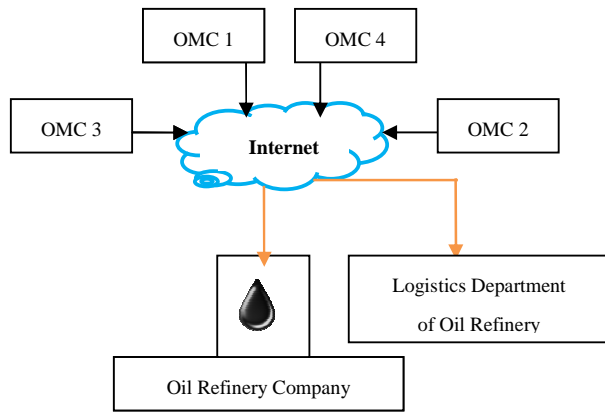 OMC 1
OMC 4
OMC 3
Internet
OMC 2
Logistics Department
of Oil Refinery
Oil Refinery Company